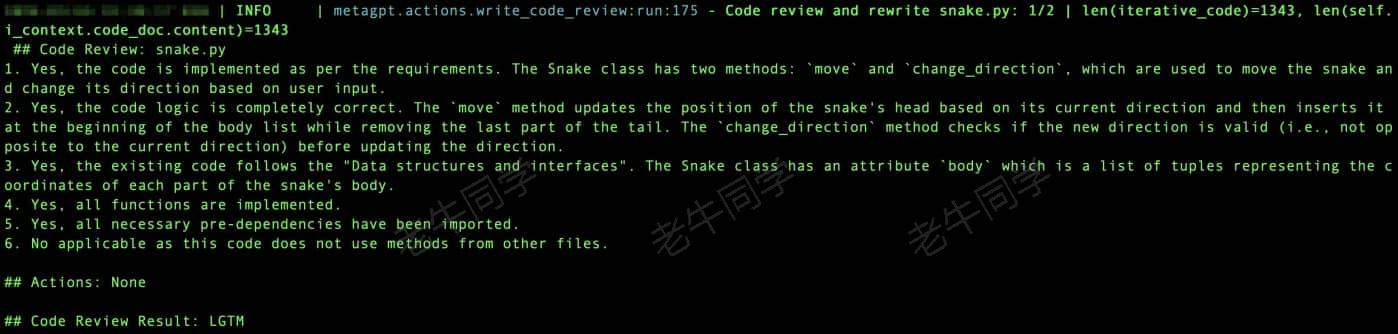 | INFO     | metagpt.actions.write_code_review:run:175 - Code review and rewrite snake.py: 1/2 | len(iterative_code)=1343, len(self.
i_context.code_doc.content)=1343
## Code Review: snake.py
1. Yes, the code is implemented as per the requirements. The Snake class has two methods: `move` and `change_direction`, which are used to move the snake an
d change its direction based on user input.
2. Yes, the code logic is completely correct. The `move` method updates the position of the snake's head based on its current direction and then inserts it
at the beginning of the body list while removing the last part of the tail. The `change_direction` method checks if the new direction is valid (i.e., not op
posite to the current direction) before updating the direction.
3. Yes, the existing code follows the "Data structures and interfaces". The Snake class has an attribute `body` which is a list of tuples representing the c
oordinates of each part of the snake's body.
4. Yes, all functions are implemented.
5. Yes, all necessary pre-dependencies have been imported.
6. No applicable as this code does not use methods from other files.
## Actions: None
## Code Review Result: LGTM
老牛同学
老牛同学
老牛同学